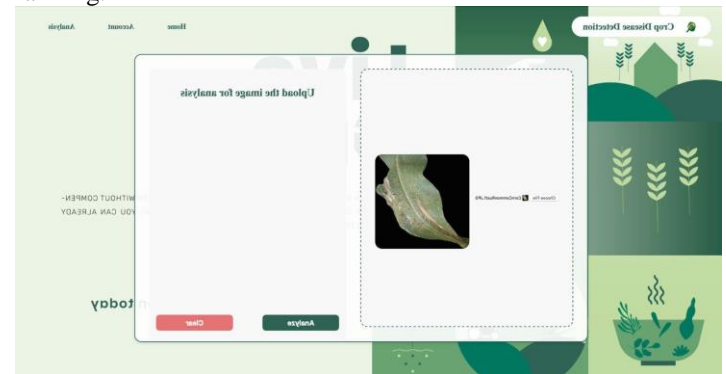 Crop Disease Detection
Home Account Analysis
Upload the image for analysis
Choose File
WITHOUT COMPEN-
YOU CAN ALREADY
today
Analyze Clear